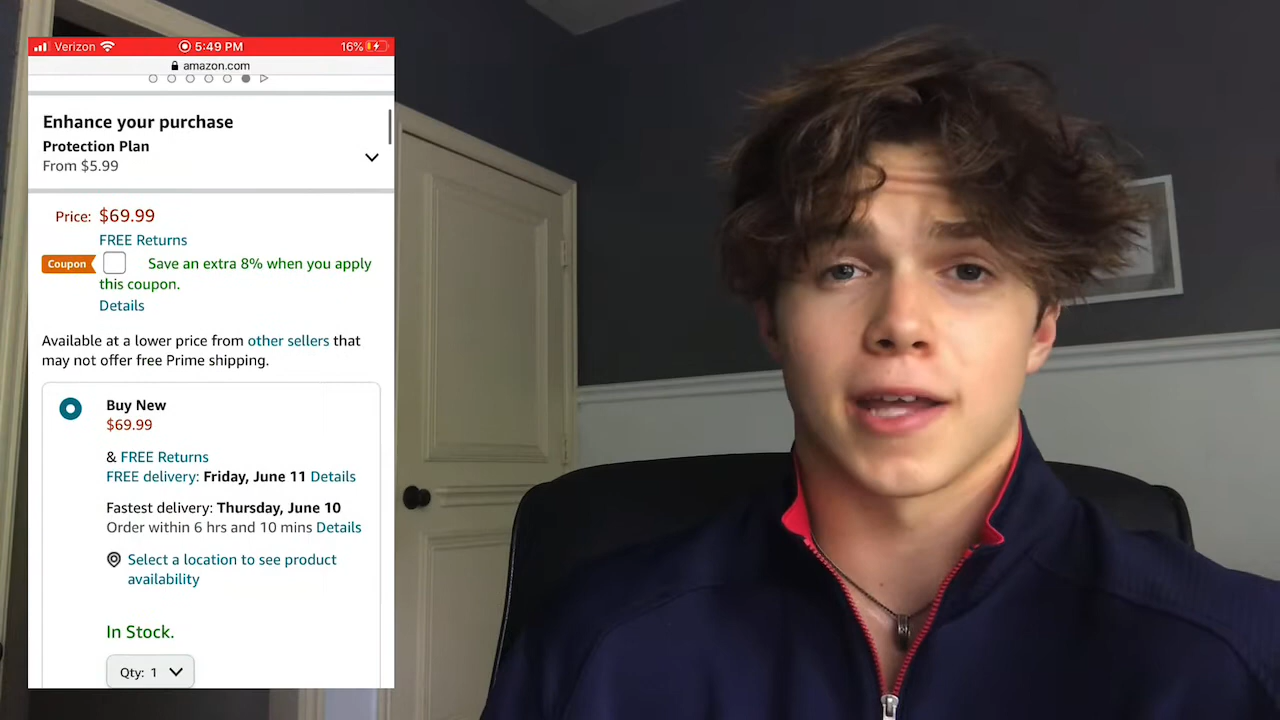 Verizon 5:49 PM 16%
amazon.com
Enhance your purchase
Protection Plan
From $5.99
Price: $69.99
FREE Returns
Coupon Save an extra 8% when you apply
this coupon.
Details
Available at a lower price from other sellers that
may not offer free Prime shipping.
Buy New
$69.99
& FREE Returns
FREE delivery: Friday, June 11 Details
Fastest delivery: Thursday, June 10
Order within 6 hrs and 10 mins Details
Select a location to see product
availability
In Stock.
Qty: 1